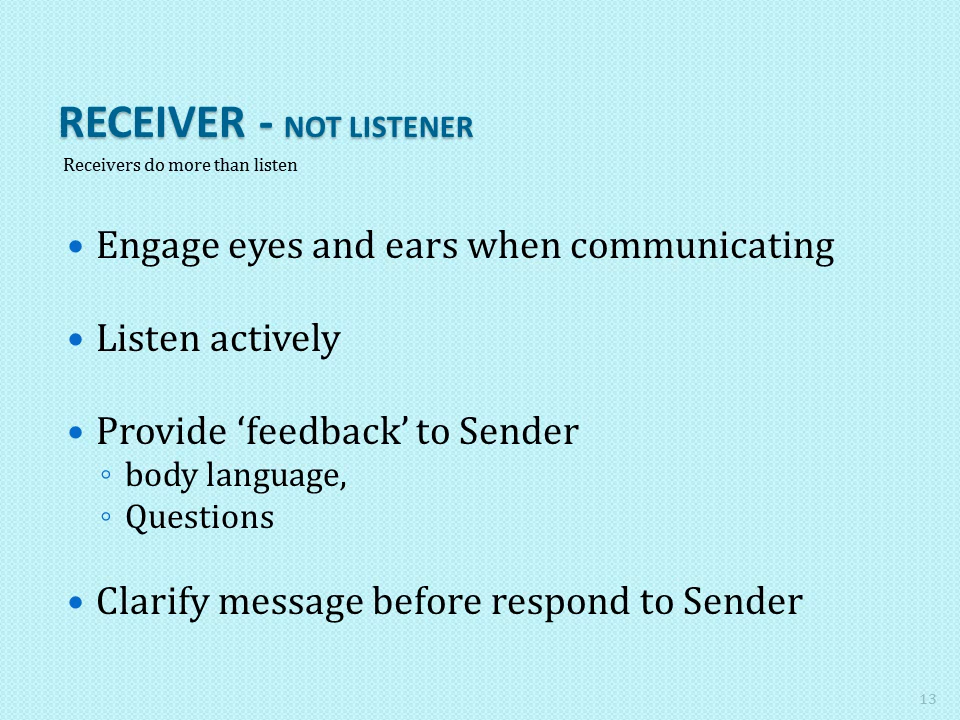 RECEIVER - NOT LISTENER
Receivers do more than listen
• Engage eyes and ears when communicating
• Listen actively
• Provide ‘feedback’ to Sender
◦ body language,
◦ Questions
• Clarify message before respond to Sender
13